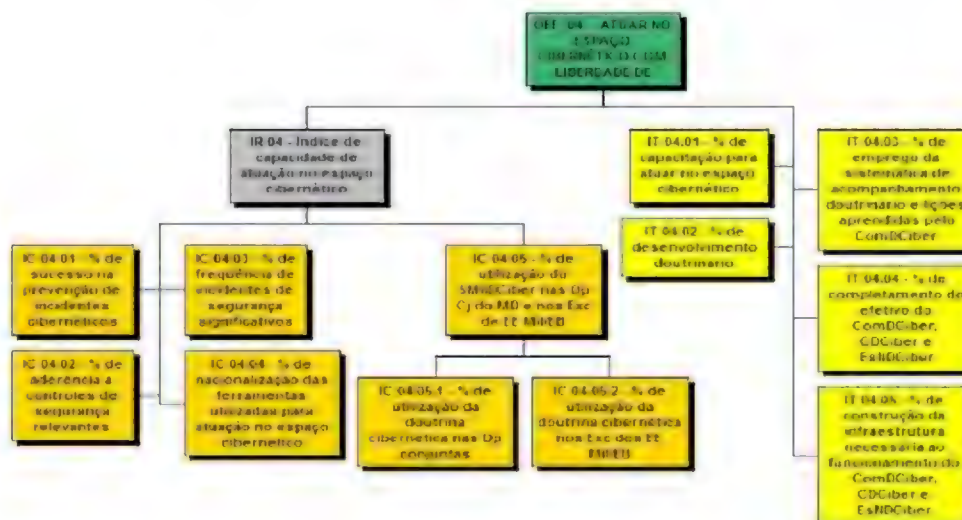 OEE 04 - ATUAR NO
ESPAÇO
CIBERNÉTICO COM
LIBERDADE DE
IR 04 - Índice de
capacidade de
atuação no espaço
cibernético
IT 04.01 - % de
capacitação para
atuar no espaço
cibernético
IT 04.03 - % de
emprego da
sistemática de
acompanhamento
doutrinário e lições
aprendidas pelo
ComDCiber
IT 04.02 - % de
desenvolvimento
doutrinário
IC 04.01 - % de
sucesso na
prevenção de
incidentes
cibernéticos
IC 04.03 - % de
frequência de
incidentes de
segurança
significativos
IC 04.05 - % de
utilização do
SMDCiber nas Op
Cj do MD e nos Exc
de EE
IT 04.04 - % de
completamento do
efetivo do
ComDCiber,
CDCiber e
EsNDCiber
IC 04.02 - % de
aderência a
controles de
segurança
relevantes
IC 04.04 - % de
nacionalização das
ferramentas
utilizadas para
atuação no espaço
cibernético
IC 04.05.1 - % de
utilização da
doutrina
cibernética nas Op
conjuntas
IC 04.05.2 - % de
utilização da
doutrina cibernética
nos Exc dos EE
IT 04.05 - % de
construção da
infraestrutura
necessária ao
funcionamento do
ComDCiber,
CDCiber e
EsNDCiber